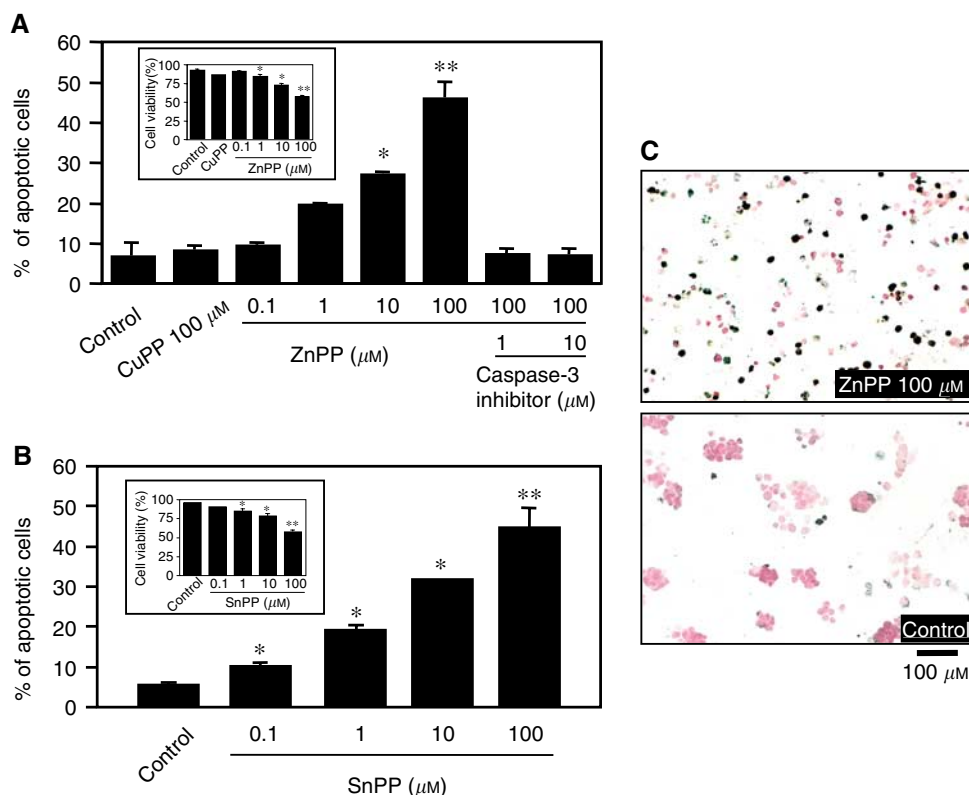 A
% of apoptotic cells
60
50
40
30
20
10
0
Cell viability(%)
100
75
50
25
0
* * **
Control CuPP 0.1 1 10 100
ZnPP (μM)
* **
Control CuPP 100 μM 0.1 1 10 100 100 100
ZnPP (μM) 1 10
Caspase-3
inhibitor (μM)
B
% of apoptotic cells
60
50
40
30
20
10
0
Cell viability (%)
100
75
50
25
0
* * **
Control 0.1 1 10 100
SnPP (μM)
* * * **
Control 0.1 1 10 100
SnPP (μM)
C
ZnPP 100 μM
Control
100 μM